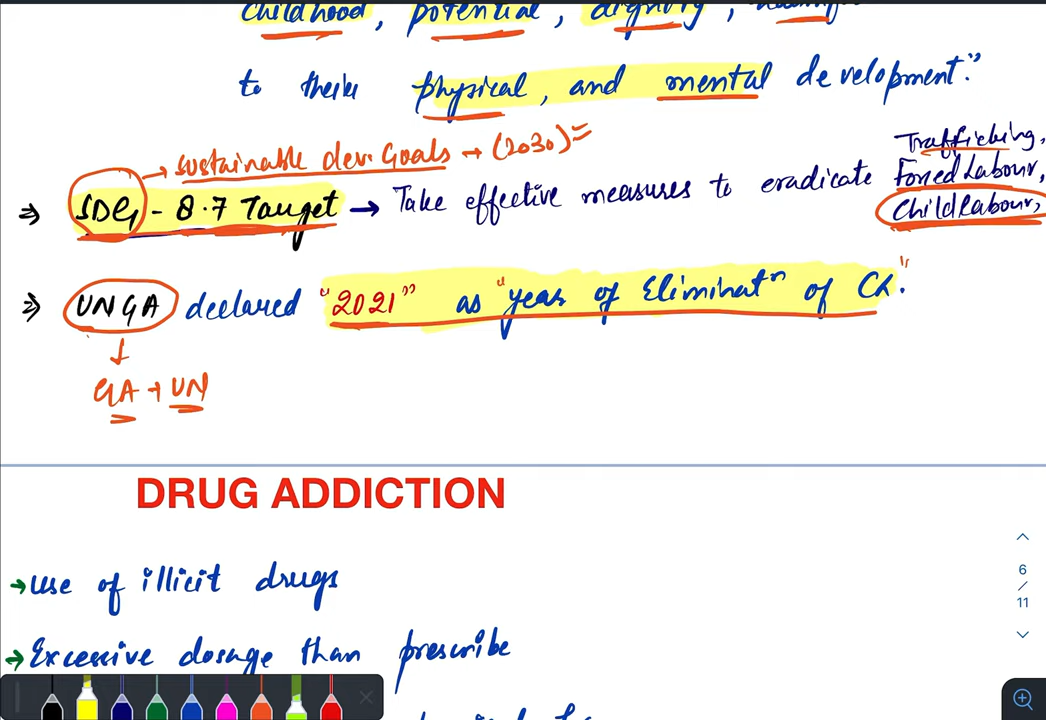 childhood, potential, dignity,
to their physical, and mental development."
→ sustainable dev. Goals → (2030)
Trafficking,
⇒ SDG - 8.7 Target → Take effective measures to eradicate Forced Labour,
Child labour,
⇒ UNGA declared "2021" as "year of Eliminatn of CL."
↓
GA + UN
DRUG ADDICTION
→ use of illicit drugs
→ Excessive dosage than prescribe
6
/
11